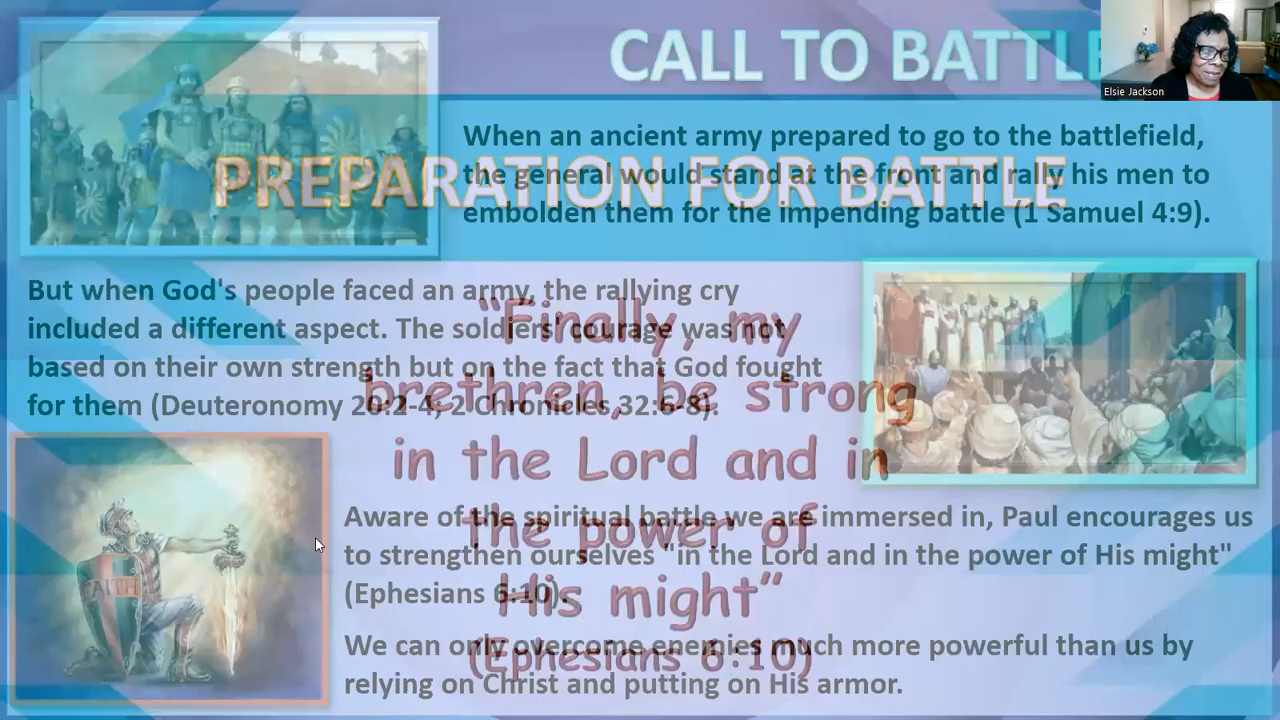 CALL TO BATTLE
Elsie Jackson
When an ancient army prepared to go to the battlefield,
the general would stand at the front and rally his men to
embolden them for the impending battle (1 Samuel 4:9).
PREPARATION FOR BATTLE
But when God's people faced an army, the rallying cry
included a different aspect. The soldiers' courage was not
based on their own strength but on the fact that God fought
for them (Deuteronomy 20:2-4; 2 Chronicles 32:6-8).
“Finally, my
brethren, be strong
in the Lord and in
the power of
His might”
(Ephesians 6:10)
FAITH
Aware of the spiritual battle we are immersed in, Paul encourages us
to strengthen ourselves "in the Lord and in the power of His might"
(Ephesians 6:10).
We can only overcome enemies much more powerful than us by
relying on Christ and putting on His armor.